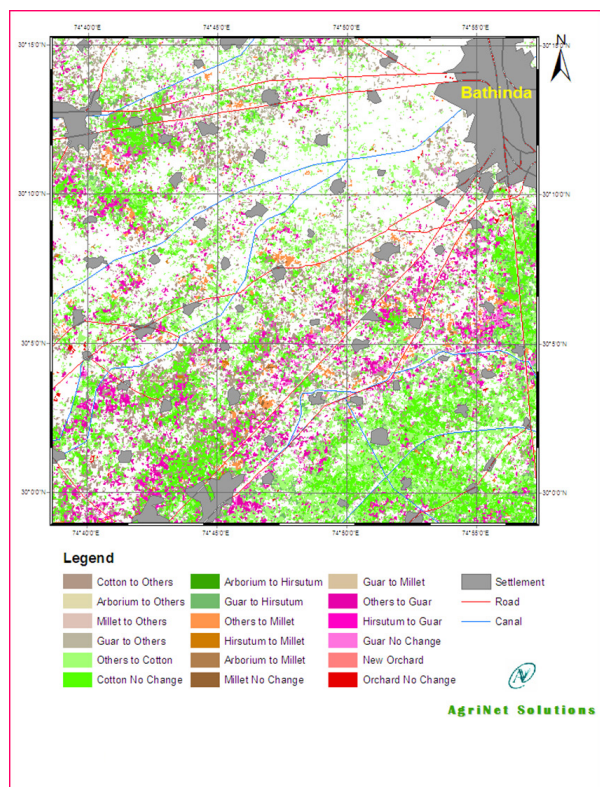 74°40'0"E 74°45'0"E 74°50'0"E 74°55'0"E
N
30°15'0"N 30°15'0"N
Bathinda
30°10'0"N 30°10'0"N
30°5'0"N 30°5'0"N
30°0'0"N 30°0'0"N
74°40'0"E 74°45'0"E 74°50'0"E 74°55'0"E
Legend
Cotton to Others Arborium to Hirsutum Guar to Millet Settlement
Arborium to Others Guar to Hirsutum Others to Guar Road
Millet to Others Others to Millet Hirsutum to Guar Canal
Guar to Others Hirsutum to Millet Guar No Change
Others to Cotton Arborium to Millet New Orchard
Cotton No Change Millet No Change Orchard No Change
AgriNet Solutions